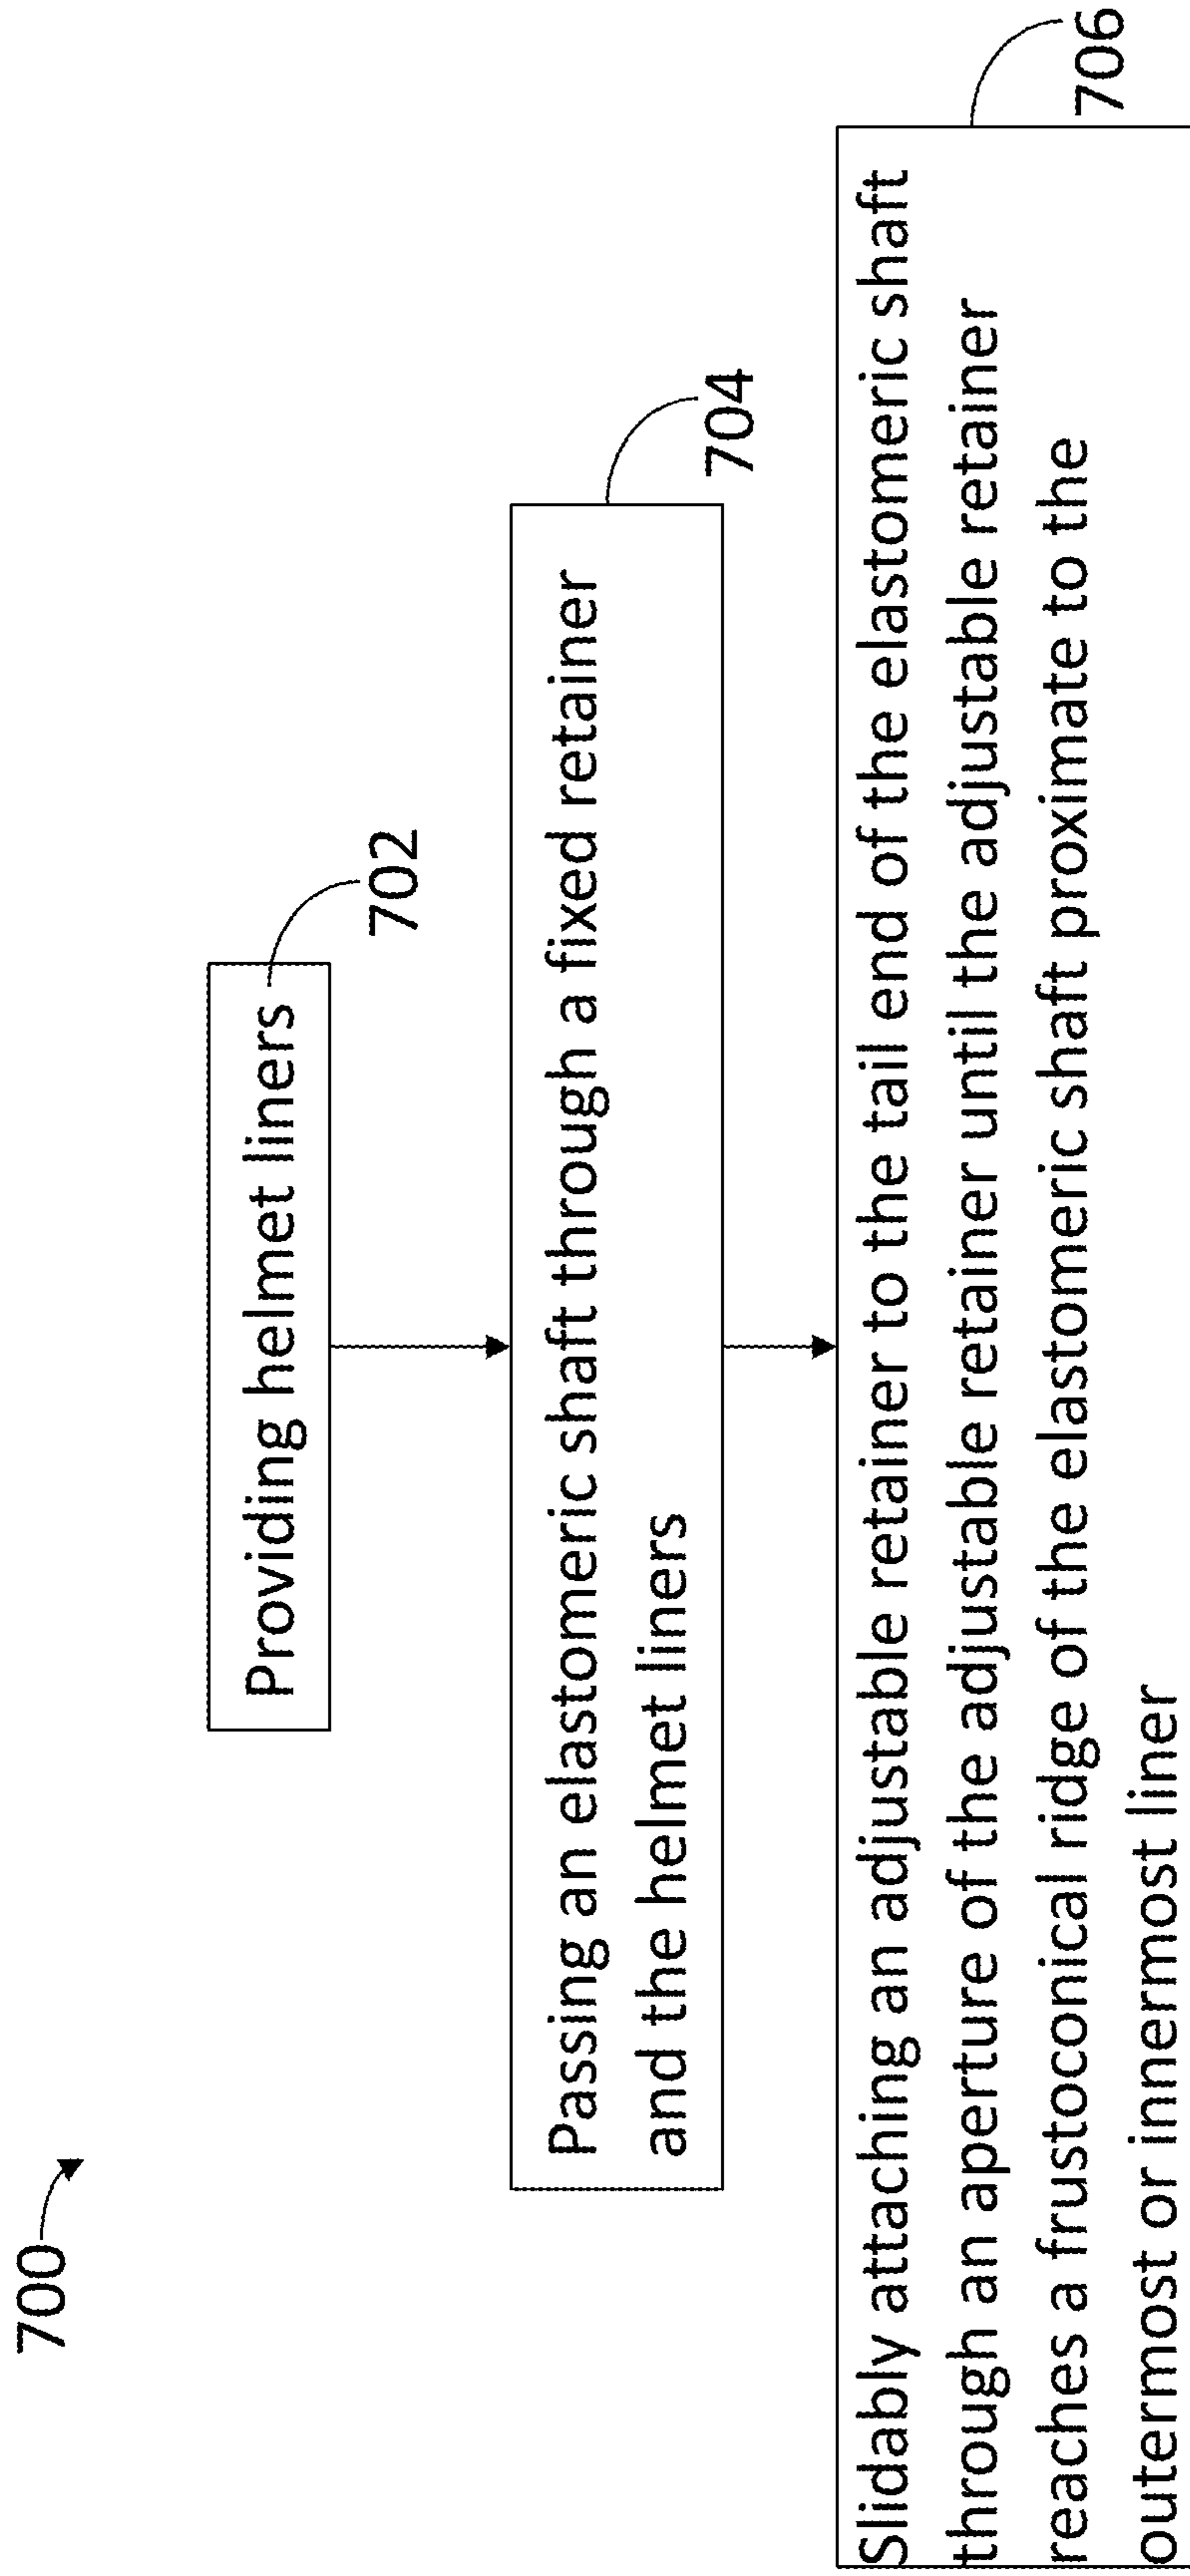 700
Providing helmet liners
702
Passing an elastomeric shaft through a fixed retainer
and the helmet liners
704
Slidably attaching an adjustable retainer to the tail end of the elastomeric shaft
through an aperture of the adjustable retainer until the adjustable retainer
reaches a frustoconical ridge of the elastomeric shaft proximate to the
outermost or innermost liner
706